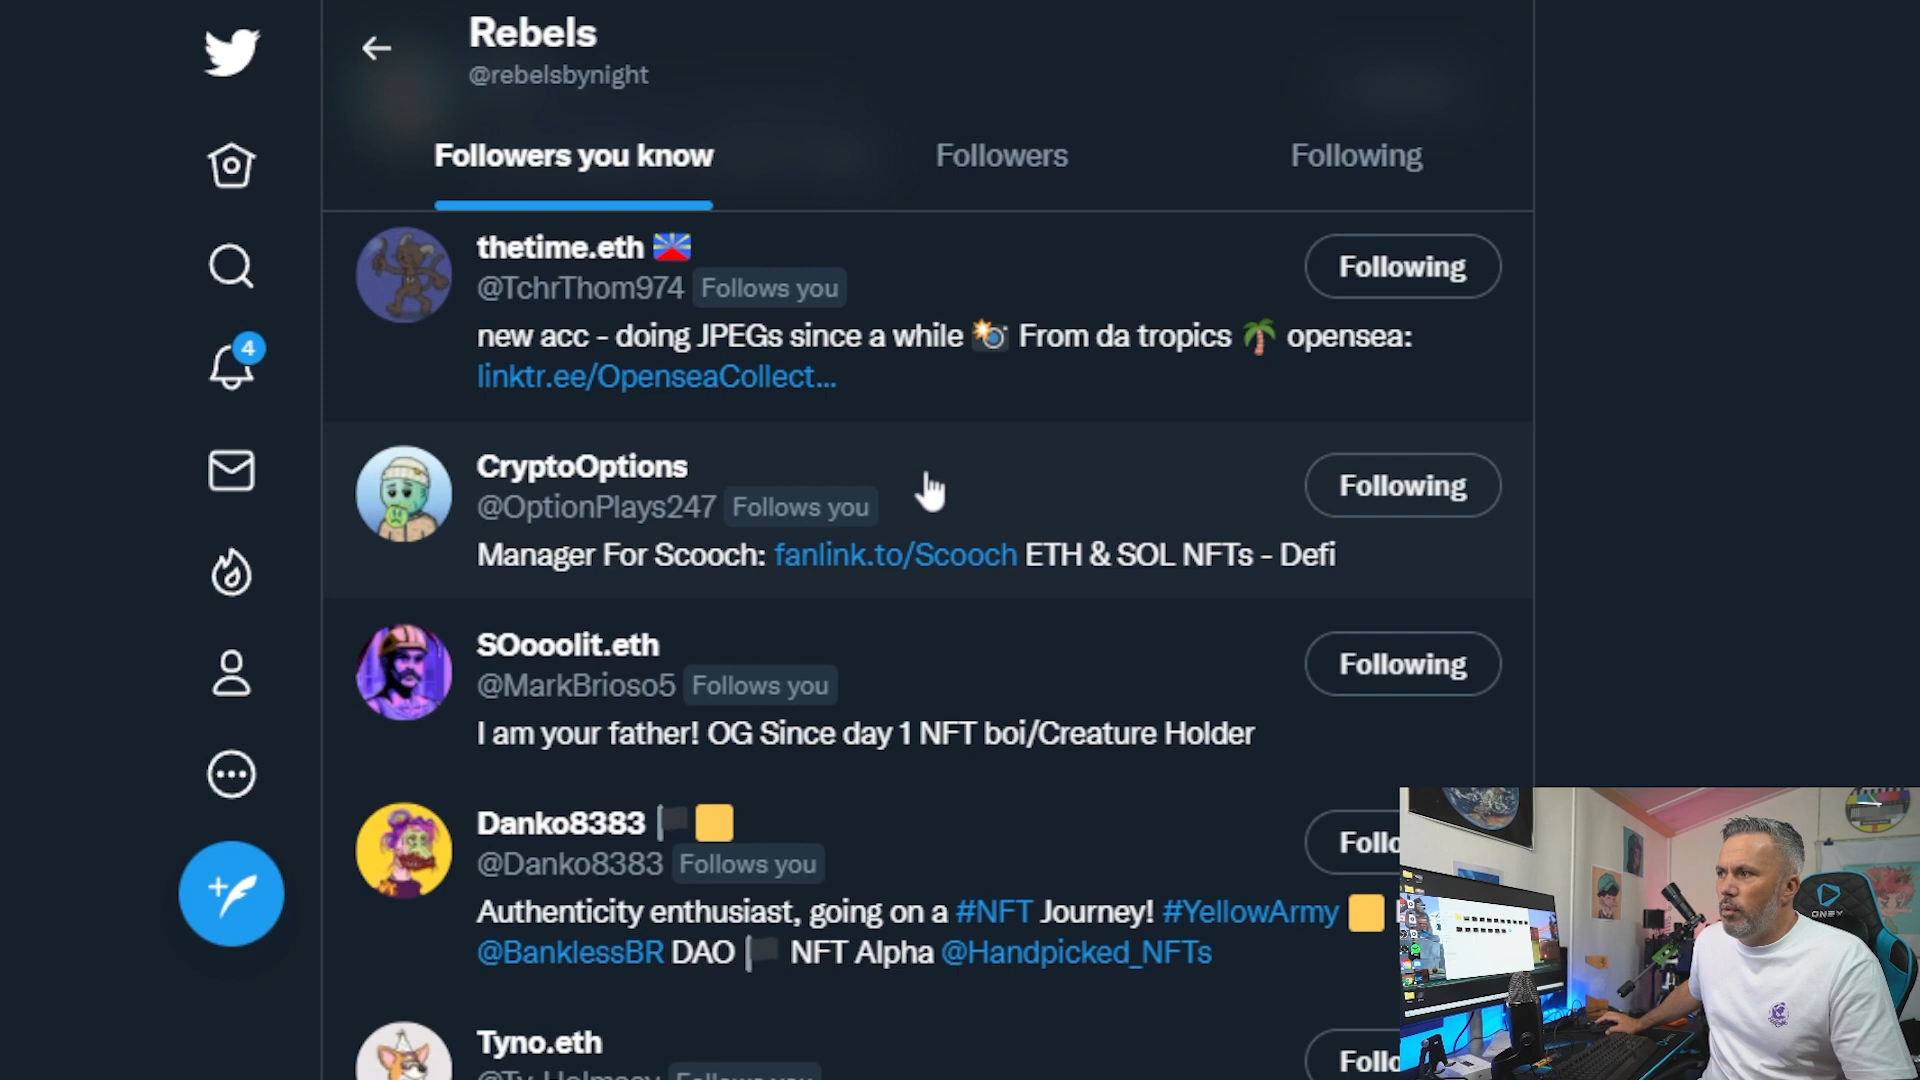 Rebels
@rebelsbynight
Followers you know
Followers
Following
thetime.eth
@TchrThom974 Follows you
Following
new acc - doing JPEGs since a while 📸 From da tropics 🌴 opensea:
linktr.ee/OpenseaCollect...
4
CryptoOptions
@OptionPlays247 Follows you
Following
Manager For Scooch: fanlink.to/Scooch ETH & SOL NFTs - Defi
SOooolit.eth
@MarkBrioso5 Follows you
Following
I am your father! OG Since day 1 NFT boi/Creature Holder
Danko8383
@Danko8383 Follows you
Follo
Authenticity enthusiast, going on a #NFT Journey! #YellowArmy
@BanklessBR DAO NFT Alpha @Handpicked_NFTs
Tyno.eth
Follows you
Follo
ONEX